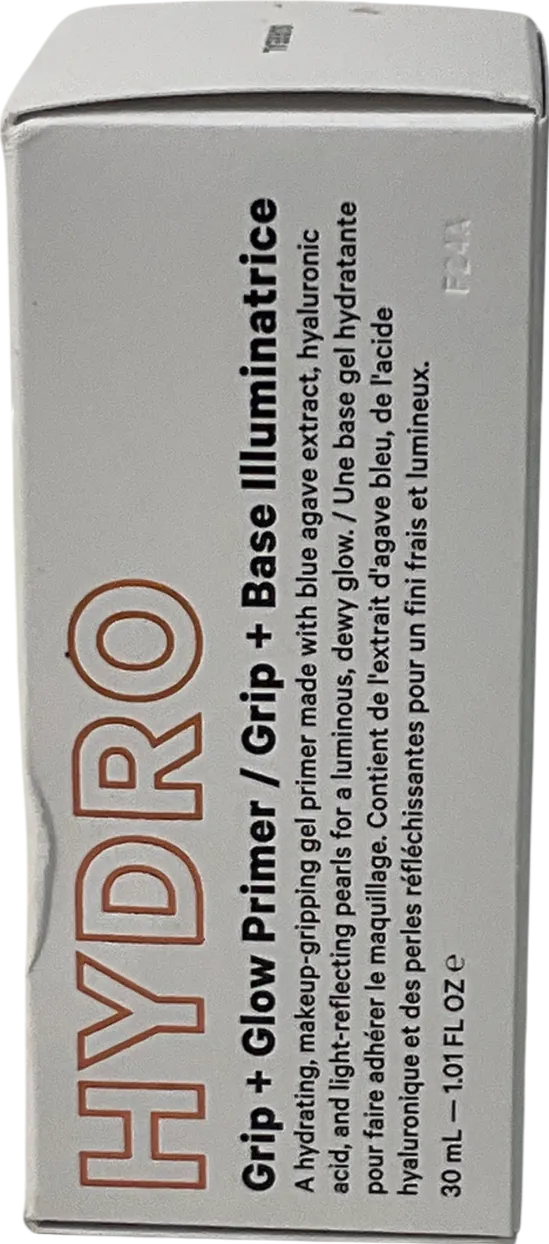 HYDRO
Grip + Glow Primer / Grip + Base Illuminatrice
A hydrating, makeup-gripping gel primer made with blue agave extract, hyaluronic
acid, and light-reflecting pearls for a luminous, dewy glow. / Une base gel hydratante
pour faire adhérer le maquillage. Contient de l'extrait d'agave bleu, de l'acide
hyaluronique et des perles réfléchissantes pour un fini frais et lumineux.
30 mL — 1.01 FL OZ ℮
F24A